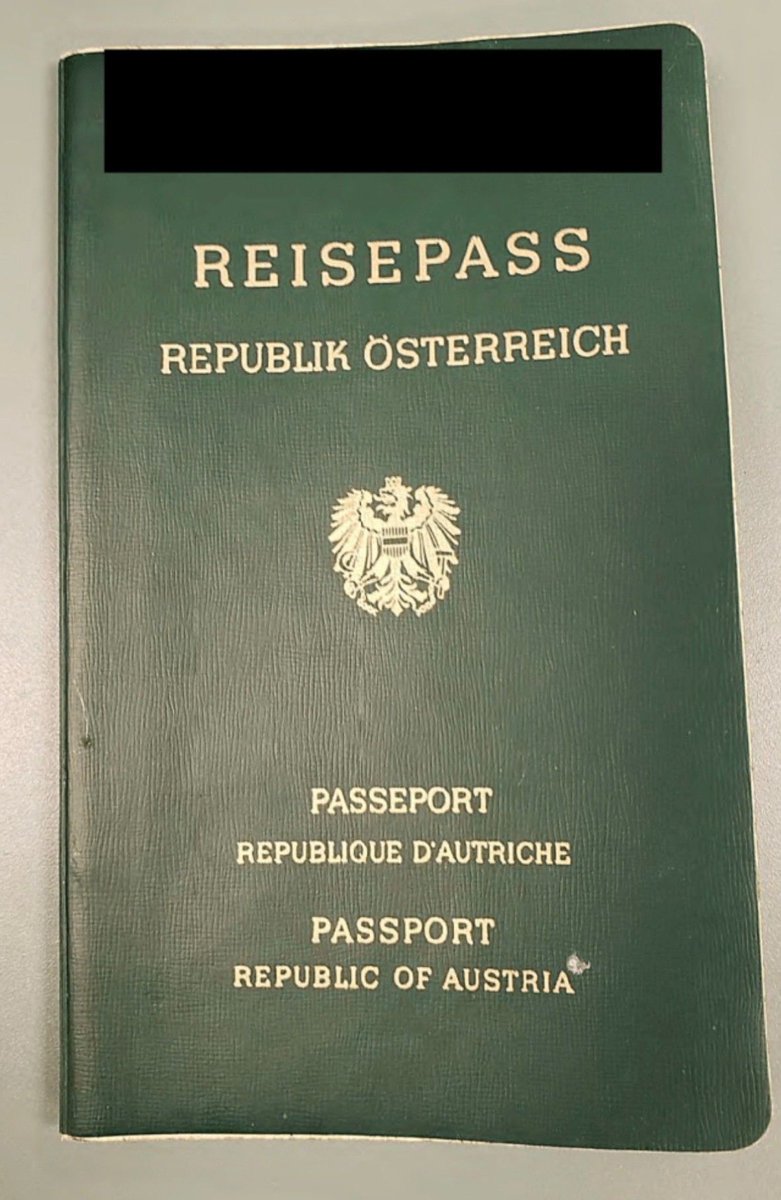 REISEPASS
REPUBLIK ÖSTERREICH
PASSEPORT
REPUBLIQUE D'AUTRICHE
PASSPORT
REPUBLIC OF AUSTRIA